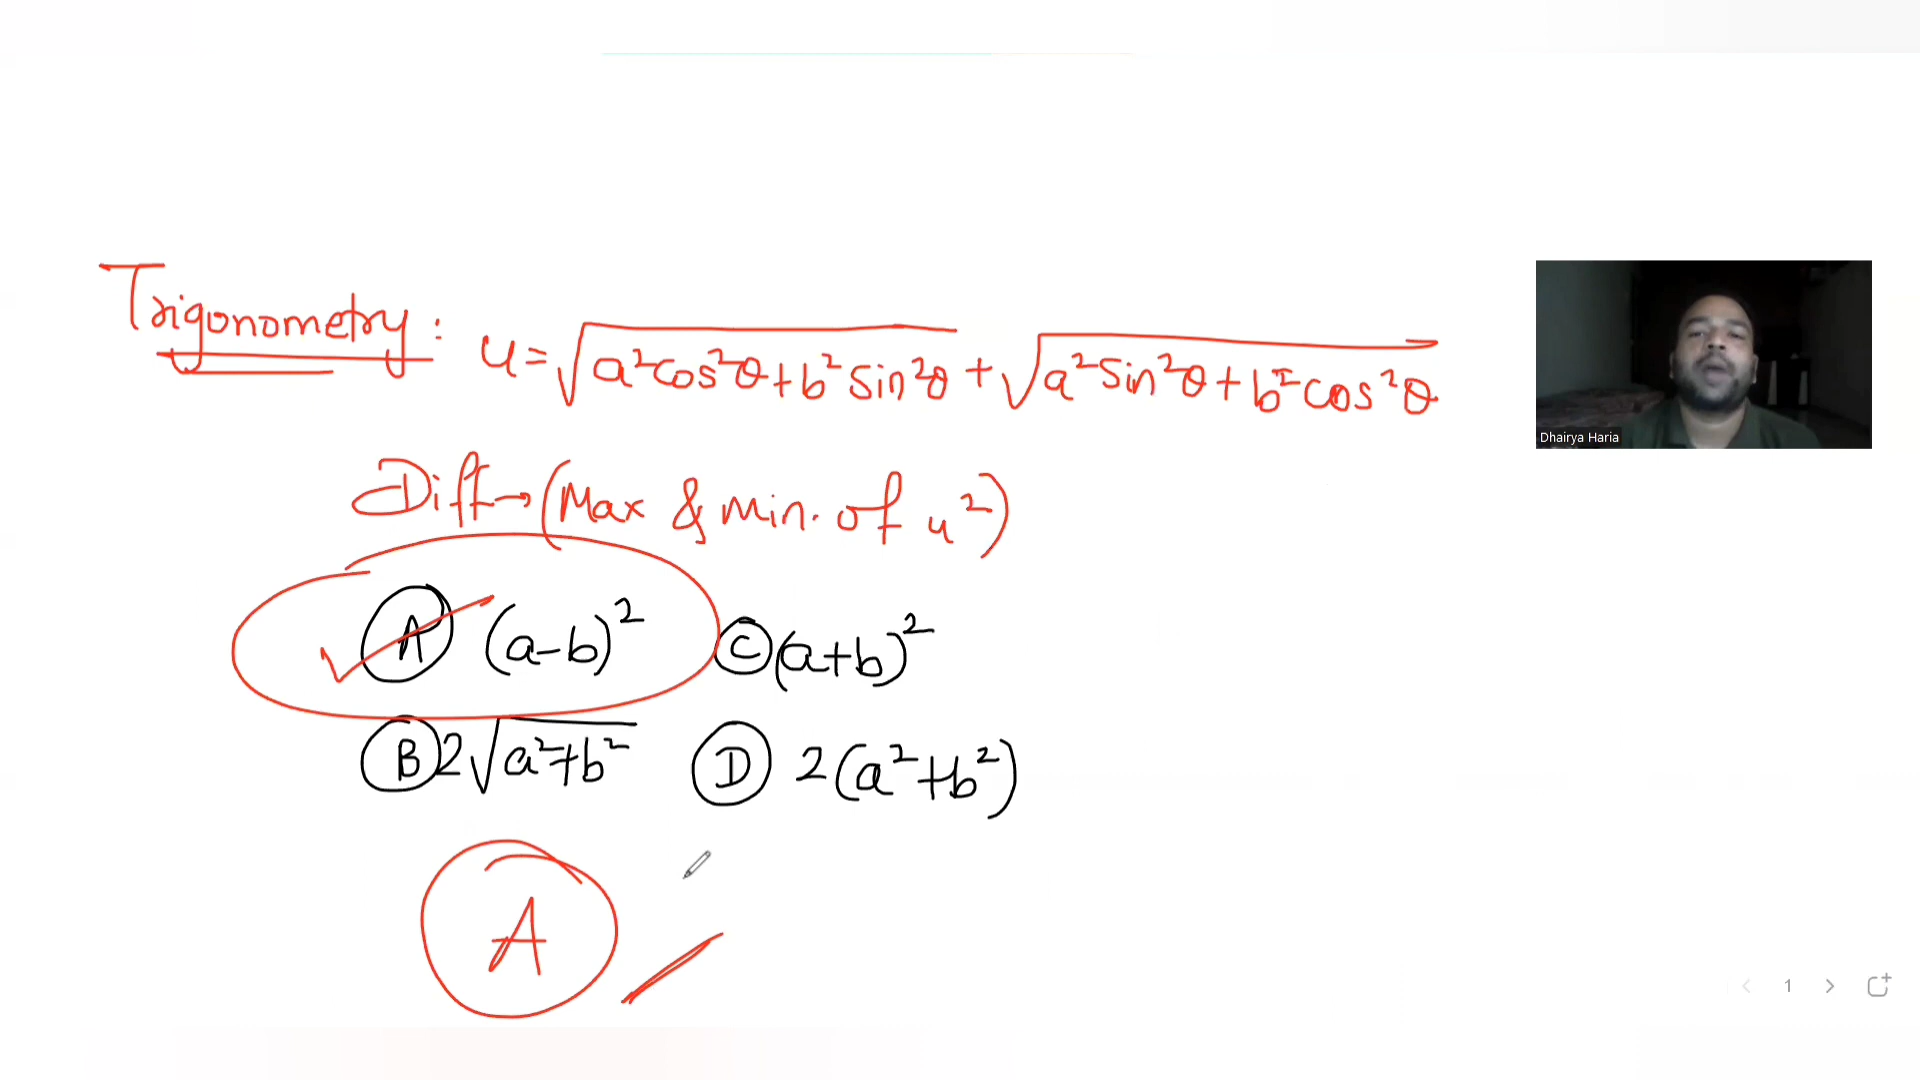 Trigonometry: u = √(a²cos²θ + b²sin²θ) + √(a²sin²θ + b²cos²θ)
Dhairya Haria
Diff → (Max & min. of u²)
A (a-b)² C (a+b)²
B 2√(a²+b²) D 2(a²+b²)
A
1